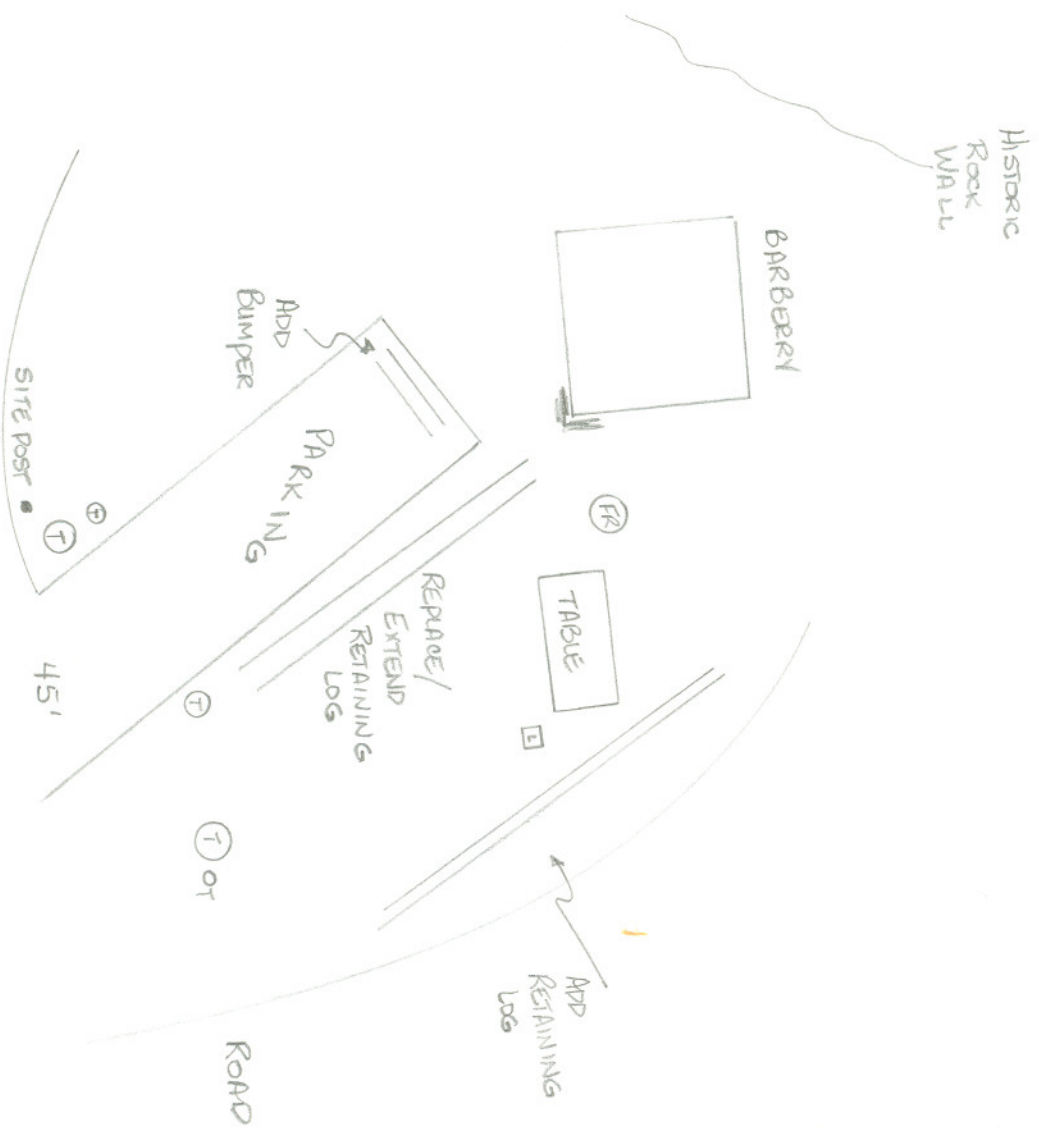 HISTORIC
ROCK
WALL
BARBERRY
FR
TABLE
L
ADD
RETAINING
LOG
REPLACE/
EXTEND
RETAINING
LOG
ADD
BUMPER
PARKING
ROAD
T
T OT
T
T
SITE POST
45'